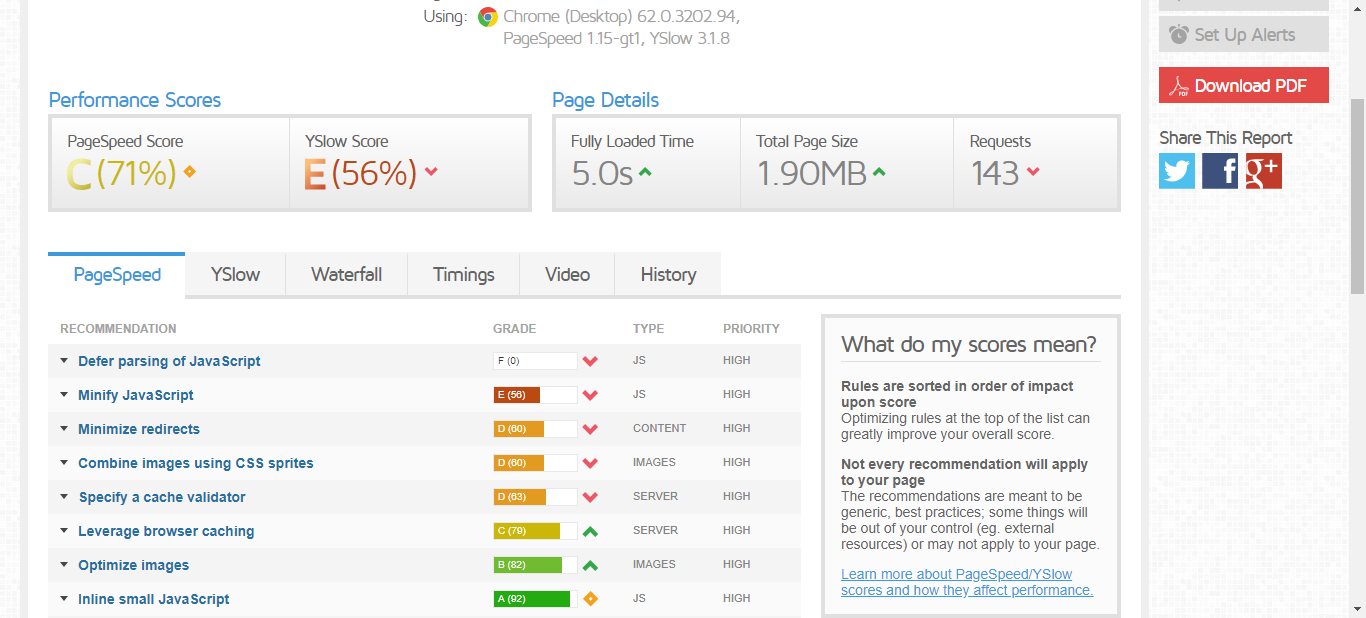 Using: Chrome (Desktop) 62.0.3202.94,
PageSpeed 1.15-gt1, YSlow 3.1.8
Set Up Alerts
Download PDF
Share This Report
Performance Scores
PageSpeed Score
C (71%)
YSlow Score
E (56%)
Page Details
Fully Loaded Time
5.0s
Total Page Size
1.90MB
Requests
143
PageSpeed YSlow Waterfall Timings Video History
RECOMMENDATION GRADE TYPE PRIORITY
Defer parsing of JavaScript F (0) JS HIGH
Minify JavaScript E (56) JS HIGH
Minimize redirects D (60) CONTENT HIGH
Combine images using CSS sprites D (60) IMAGES HIGH
Specify a cache validator D (63) SERVER HIGH
Leverage browser caching C (79) SERVER HIGH
Optimize images B (82) IMAGES HIGH
Inline small JavaScript A (92) JS HIGH
What do my scores mean?
Rules are sorted in order of impact
upon score
Optimizing rules at the top of the list can
greatly improve your overall score.
Not every recommendation will apply
to your page
The recommendations are meant to be
generic, best practices; some things will
be out of your control (eg. external
resources) or may not apply to your page.
Learn more about PageSpeed/YSlow
scores and how they affect performance.